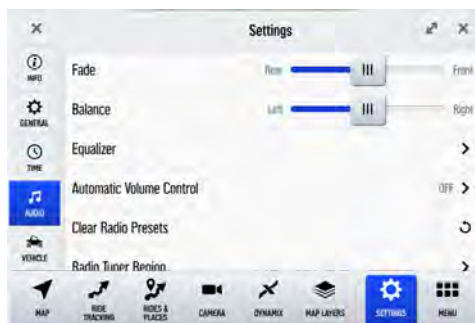 Settings
INFO
GENERAL
TIME
AUDIO
VEHICLE
Fade
Rear
Front
Balance
Left
Right
Equalizer
Automatic Volume Control
OFF
Clear Radio Presets
Radio Tuner Region
MAP
RIDE
TRACKING
RIDES &
PLACES
CAMERA
DYNAMIX
MAP LAYERS
SETTINGS
MENU